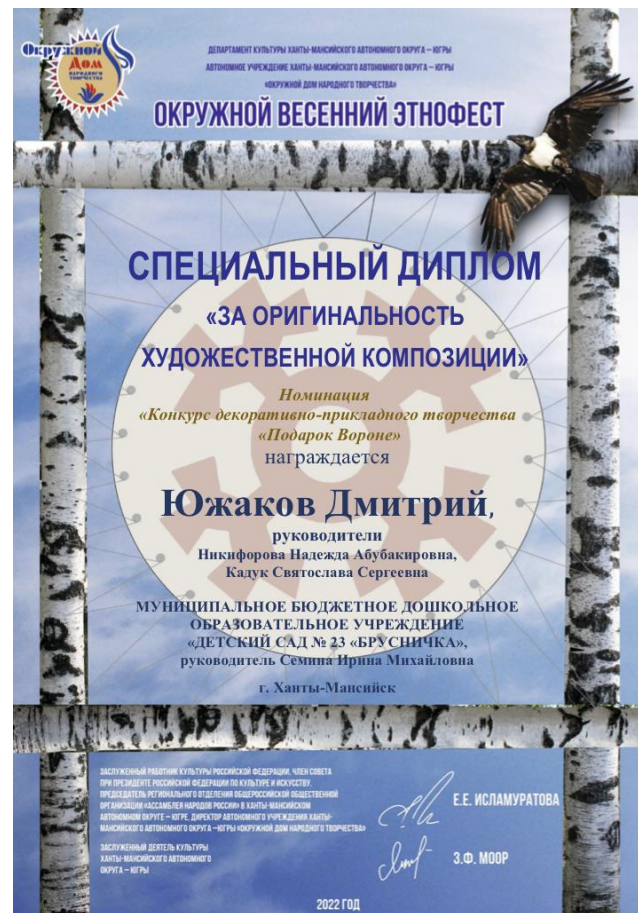 Окружной
Дом
НАРОДНОГО
ТВОРЧЕСТВА
ДЕПАРТАМЕНТ КУЛЬТУРЫ ХАНТЫ-МАНСИЙСКОГО АВТОНОМНОГО ОКРУГА – ЮГРЫ
АВТОНОМНОЕ УЧРЕЖДЕНИЕ ХАНТЫ-МАНСИЙСКОГО АВТОНОМНОГО ОКРУГА – ЮГРЫ
«ОКРУЖНОЙ ДОМ НАРОДНОГО ТВОРЧЕСТВА»
ОКРУЖНОЙ ВЕСЕННИЙ ЭТНОФЕСТ
СПЕЦИАЛЬНЫЙ ДИПЛОМ
«ЗА ОРИГИНАЛЬНОСТЬ
ХУДОЖЕСТВЕННОЙ КОМПОЗИЦИИ»
Номинация
«Конкурс декоративно-прикладного творчества
«Подарок Вороне»
награждается
Южаков Дмитрий,
руководители
Никифорова Надежда Абубакировна,
Кадук Святослава Сергеевна
МУНИЦИПАЛЬНОЕ БЮДЖЕТНОЕ ДОШКОЛЬНОЕ
ОБРАЗОВАТЕЛЬНОЕ УЧРЕЖДЕНИЕ
«ДЕТСКИЙ САД № 23 «БРУСНИЧКА»,
руководитель Семина Ирина Михайловна
г. Ханты-Мансийск
ЗАСЛУЖЕННЫЙ РАБОТНИК КУЛЬТУРЫ РОССИЙСКОЙ ФЕДЕРАЦИИ, ЧЛЕН СОВЕТА
ПРИ ПРЕЗИДЕНТЕ РОССИЙСКОЙ ФЕДЕРАЦИИ ПО КУЛЬТУРЕ И ИСКУССТВУ,
ПРЕДСЕДАТЕЛЬ РЕГИОНАЛЬНОГО ОТДЕЛЕНИЯ ОБЩЕРОССИЙСКОЙ ОБЩЕСТВЕННОЙ
ОРГАНИЗАЦИИ «АССАМБЛЕЯ НАРОДОВ РОССИИ» В ХАНТЫ-МАНСИЙСКОМ
АВТОНОМНОМ ОКРУГЕ – ЮГРЕ, ДИРЕКТОР АВТОНОМНОГО УЧРЕЖДЕНИЯ ХАНТЫ-
МАНСИЙСКОГО АВТОНОМНОГО ОКРУГА – ЮГРЫ «ОКРУЖНОЙ ДОМ НАРОДНОГО ТВОРЧЕСТВА»
Е.Е. ИСЛАМУРАТОВА
ЗАСЛУЖЕННЫЙ ДЕЯТЕЛЬ КУЛЬТУРЫ
ХАНТЫ-МАНСИЙСКОГО АВТОНОМНОГО
ОКРУГА – ЮГРЫ
З.Ф. МООР
2022 ГОД